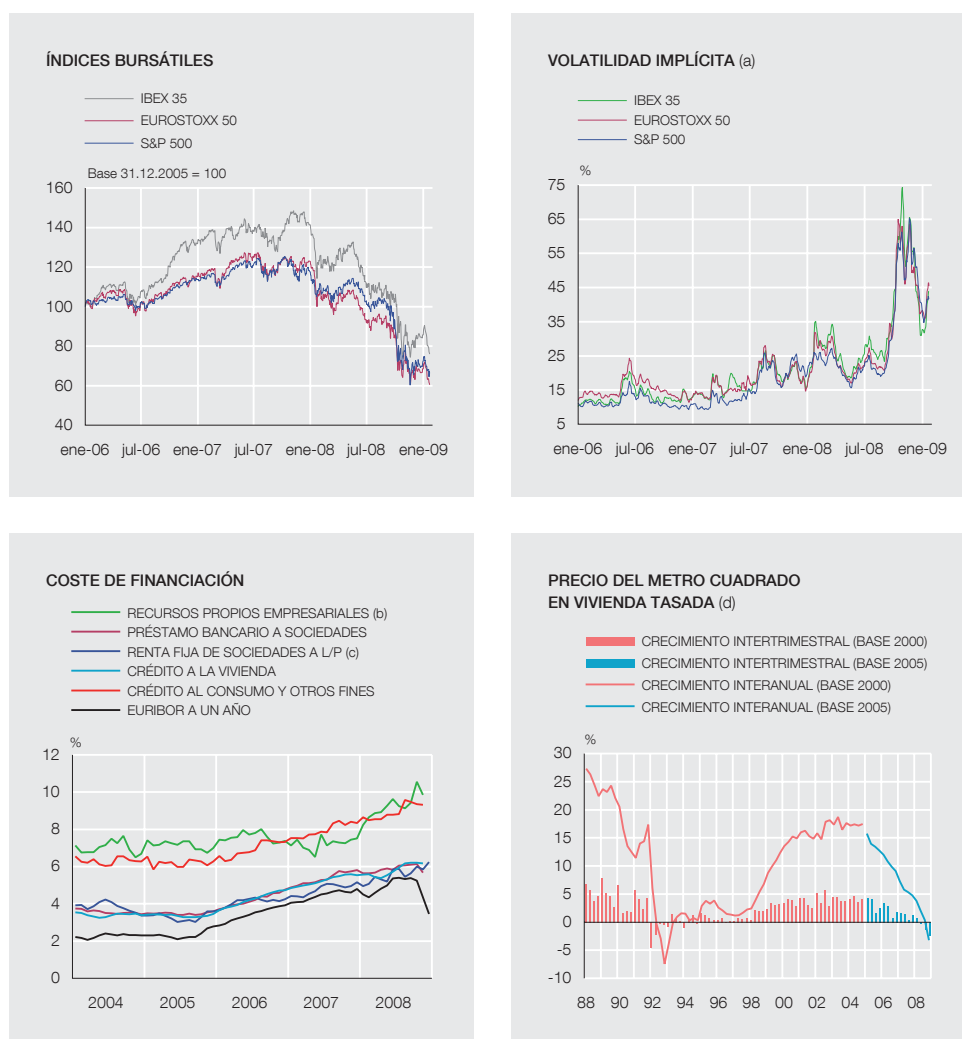 ÍNDICES BURSÁTILES
IBEX 35
EUROSTOXX 50
S&P 500
Base 31.12.2005 = 100
160
140
120
100
80
60
40
ene-06 jul-06 ene-07 jul-07 ene-08 jul-08 ene-09
VOLATILIDAD IMPLÍCITA (a)
IBEX 35
EUROSTOXX 50
S&P 500
%
75
65
55
45
35
25
15
5
ene-06 jul-06 ene-07 jul-07 ene-08 jul-08 ene-09
COSTE DE FINANCIACIÓN
RECURSOS PROPIOS EMPRESARIALES (b)
PRÉSTAMO BANCARIO A SOCIEDADES
RENTA FIJA DE SOCIEDADES A L/P (c)
CRÉDITO A LA VIVIENDA
CRÉDITO AL CONSUMO Y OTROS FINES
EURIBOR A UN AÑO
%
12
10
8
6
4
2
0
2004 2005 2006 2007 2008
PRECIO DEL METRO CUADRADO
EN VIVIENDA TASADA (d)
CRECIMIENTO INTERTRIMESTRAL (BASE 2000)
CRECIMIENTO INTERTRIMESTRAL (BASE 2005)
CRECIMIENTO INTERANUAL (BASE 2000)
CRECIMIENTO INTERANUAL (BASE 2005)
%
30
25
20
15
10
5
0
-5
-10
88 90 92 94 96 98 00 02 04 06 08